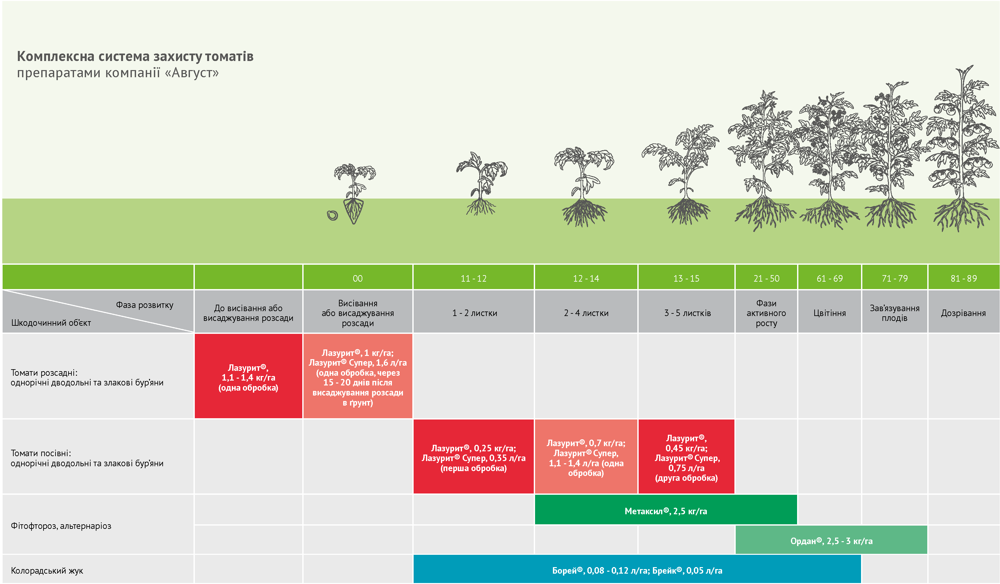 Комплексна система захисту томатів
препаратами компанії «Август»
00
11 - 12
12 - 14
13 - 15
21 - 50
61 - 69
71 - 79
81 - 89
Фаза розвитку
Шкодочинний об'єкт
До висівання або
висаджування розсади
Висівання
або висаджування
розсади
1 - 2 листки
2 - 4 листки
3 - 5 листків
Фази
активного
росту
Цвітіння
Зав'язування
плодів
Дозрівання
Томати розсадні:
однорічні дводольні та злакові бур'яни
Лазурит®,
1,1 - 1,4 кг/га
(одна обробка)
Лазурит®, 1 кг/га;
Лазурит® Супер, 1,6 л/га
(одна обробка, через
15 - 20 днів після
висаджування розсади
в ґрунт)
Томати посівні:
однорічні дводольні та злакові бур'яни
Лазурит®, 0,25 кг/га;
Лазурит® Супер, 0,35 л/га
(перша обробка)
Лазурит®, 0,7 кг/га;
Лазурит® Супер,
1,1 - 1,4 л/га (одна
обробка)
Лазурит®,
0,45 кг/га;
Лазурит® Супер,
0,75 л/га
(друга обробка)
Фітофтороз, альтернаріоз
Метаксил®, 2,5 кг/га
Ордан®, 2,5 - 3 кг/га
Колорадський жук
Борей®, 0,08 - 0,12 л/га; Брейк®, 0,05 л/га